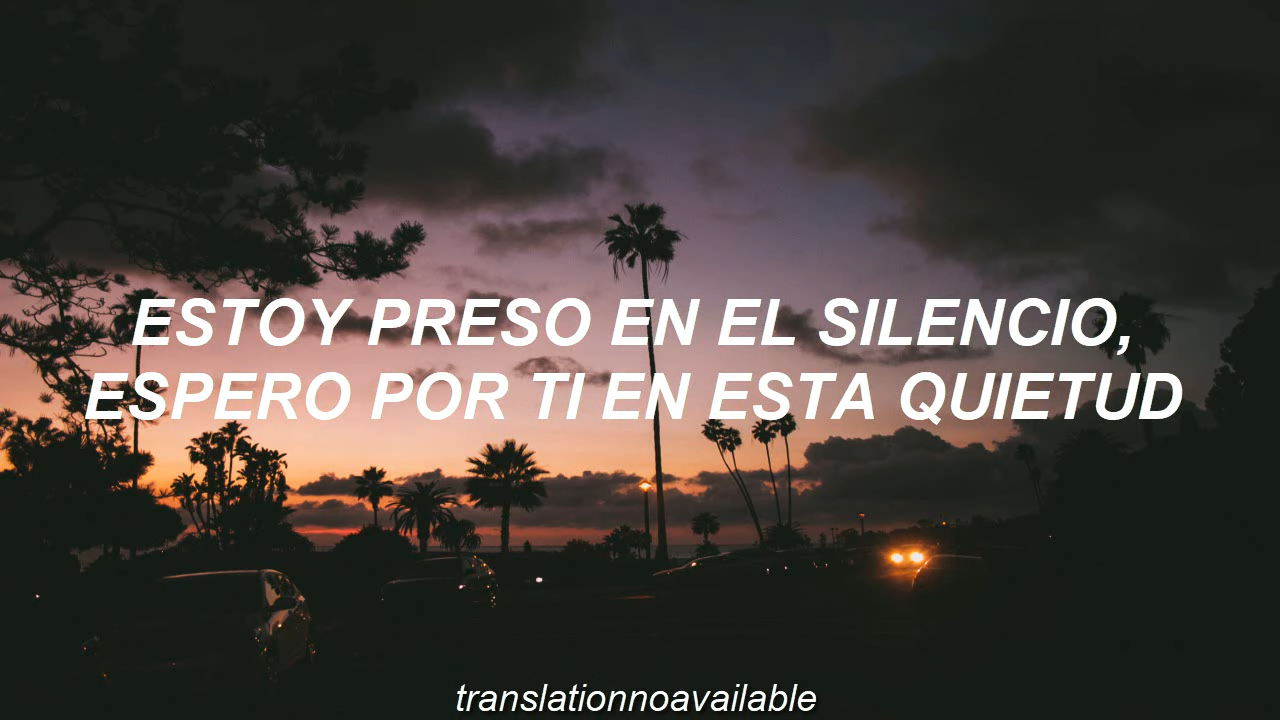 ESTOY PRESO EN EL SILENCIO,
ESPERO POR TI EN ESTA QUIETUD
translationnoavailable